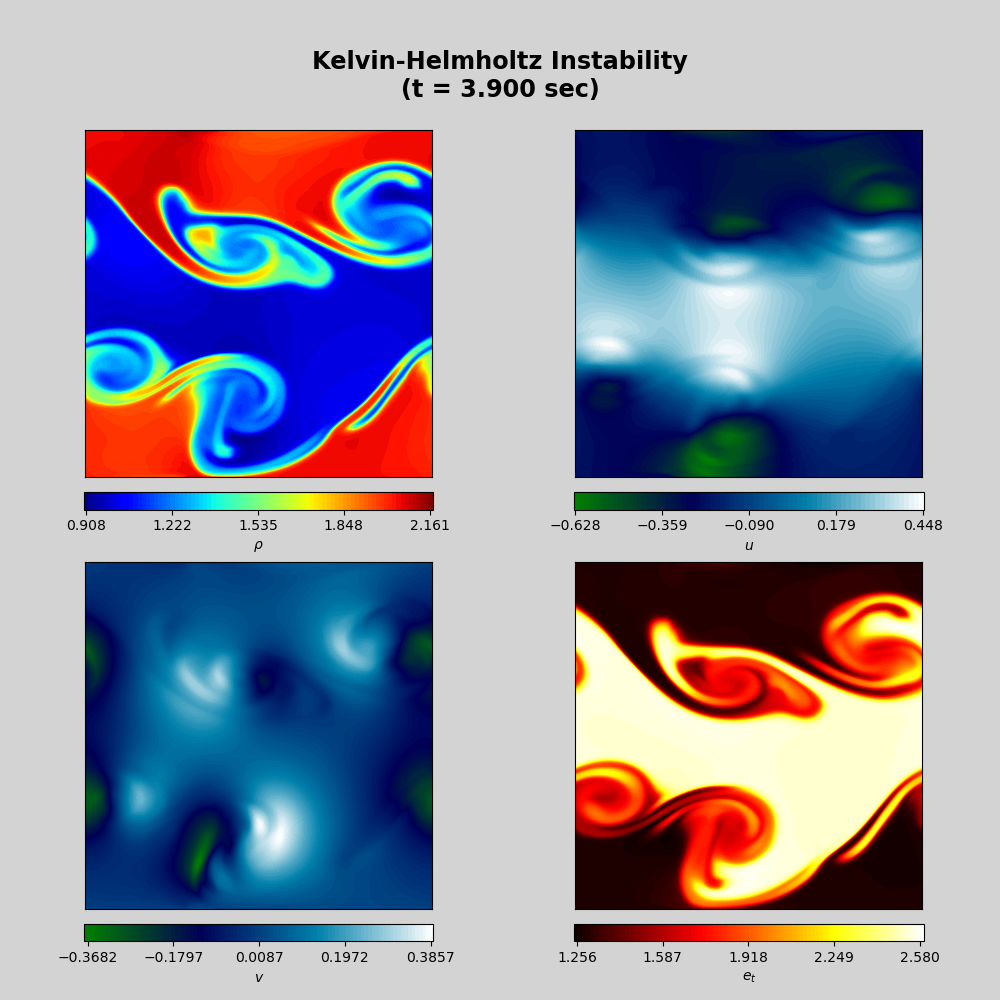 Kelvin-Helmholtz Instability
(t = 3.900 sec)
0.908 1.222 1.535 1.848 2.161
ρ
−0.628 −0.359 −0.090 0.179 0.448
u
−0.3682 −0.1797 0.0087 0.1972 0.3857
v
1.256 1.587 1.918 2.249 2.580
e_t